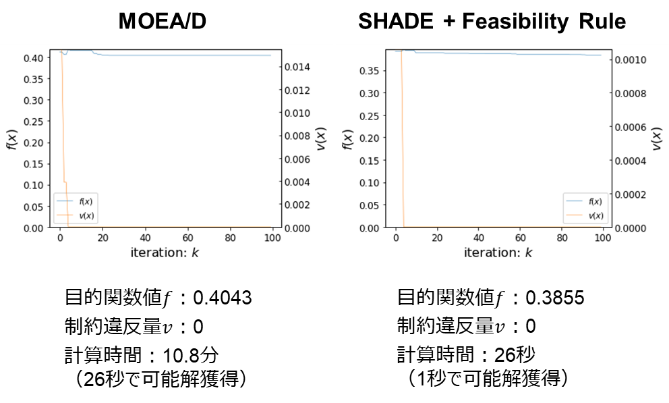 MOEA/D
SHADE + Feasibility Rule
0.40
0.35
0.30
0.25
0.20
0.15
0.10
0.05
0.00
f(x)
0.014
0.012
0.010
0.008
0.006
0.004
0.002
0.000
v(x)
f(x)
v(x)
0 20 40 60 80 100
iteration: k
0.35
0.30
0.25
0.20
0.15
0.10
0.05
0.00
f(x)
0.0010
0.0008
0.0006
0.0004
0.0002
0.0000
v(x)
f(x)
v(x)
0 20 40 60 80 100
iteration: k
目的関数値f：0.4043
制約違反量v：0
計算時間：10.8分
（26秒で可能解獲得）
目的関数値f：0.3855
制約違反量v：0
計算時間：26秒
（1秒で可能解獲得）